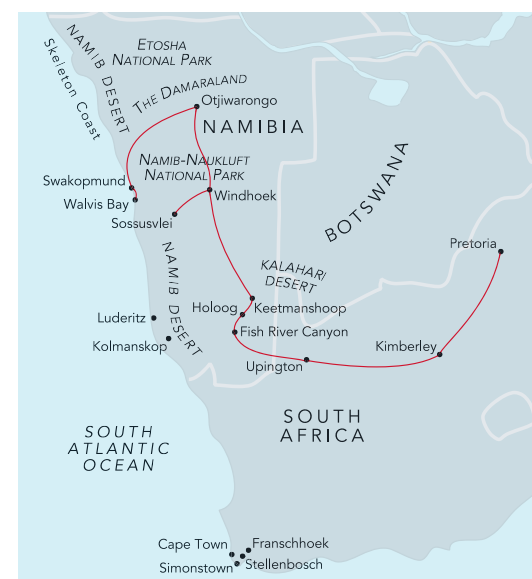 ETOSHA
NATIONAL PARK
NAMIB DESERT
Skeleton Coast
THE DAMARALAND
Otjiwarongo
NAMIBIA
NAMIB-NAUKLUFT
NATIONAL PARK
Swakopmund
Walvis Bay
Windhoek
Sossusvlei
BOTSWANA
Pretoria
KALAHARI
DESERT
NAMIB DESERT
Holoog
Keetmanshoop
Luderitz
Fish River Canyon
Kolmanskop
Kimberley
Upington
SOUTH
AFRICA
SOUTH
ATLANTIC
OCEAN
Cape Town
Franschhoek
Simonstown
Stellenbosch